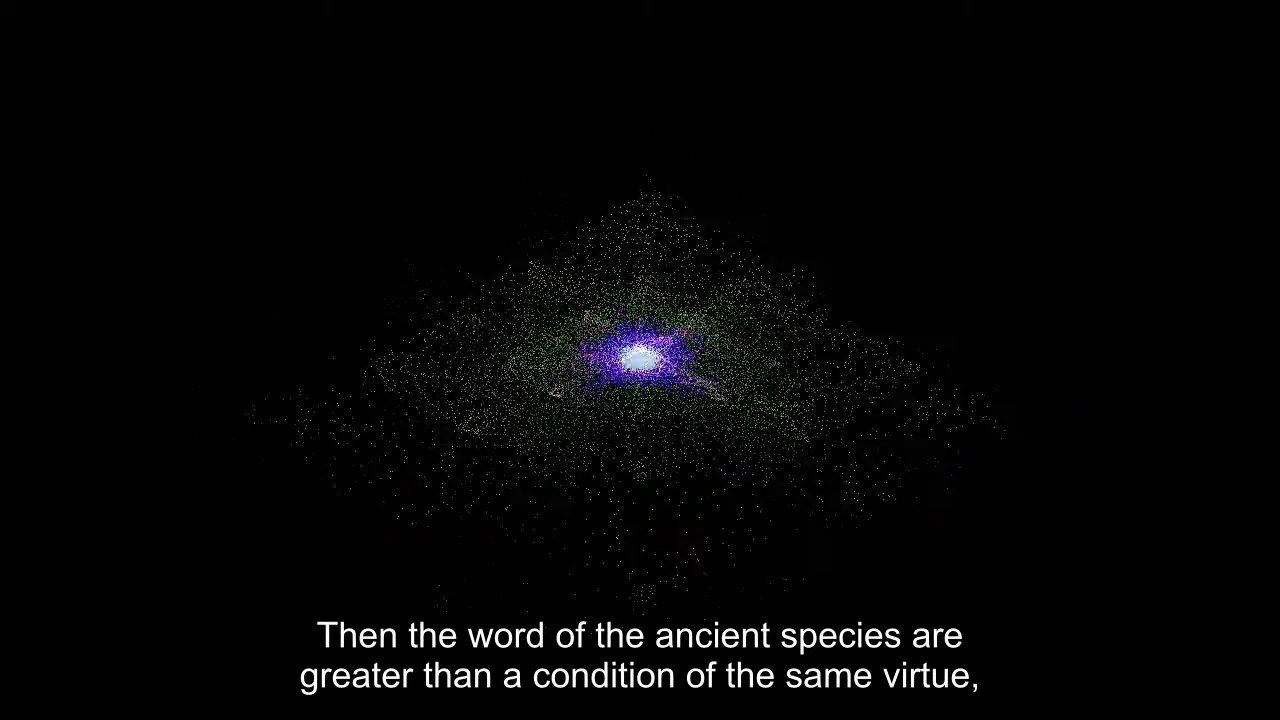 Then the word of the ancient species are
greater than a condition of the same virtue,